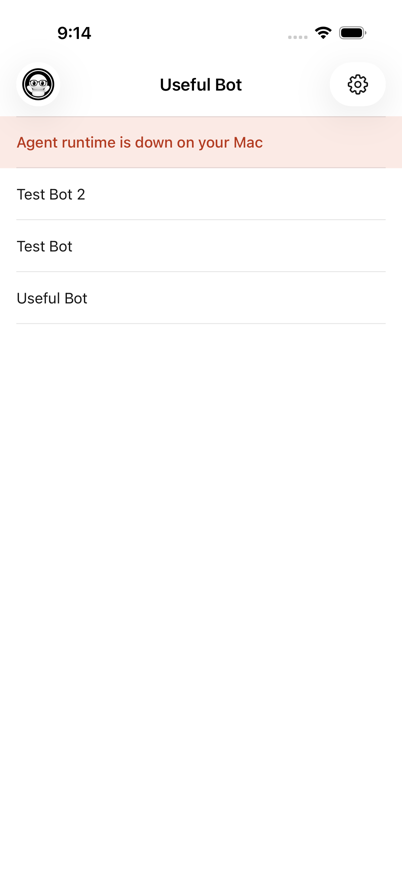 9:14
Useful Bot
Agent runtime is down on your Mac
Test Bot 2
Test Bot
Useful Bot